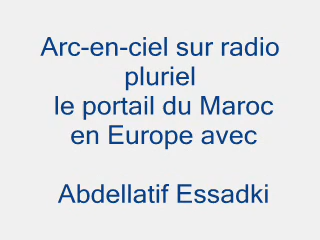 Arc-en-ciel sur radio
pluriel
le portail du Maroc
en Europe avec
Abdellatif Essadki